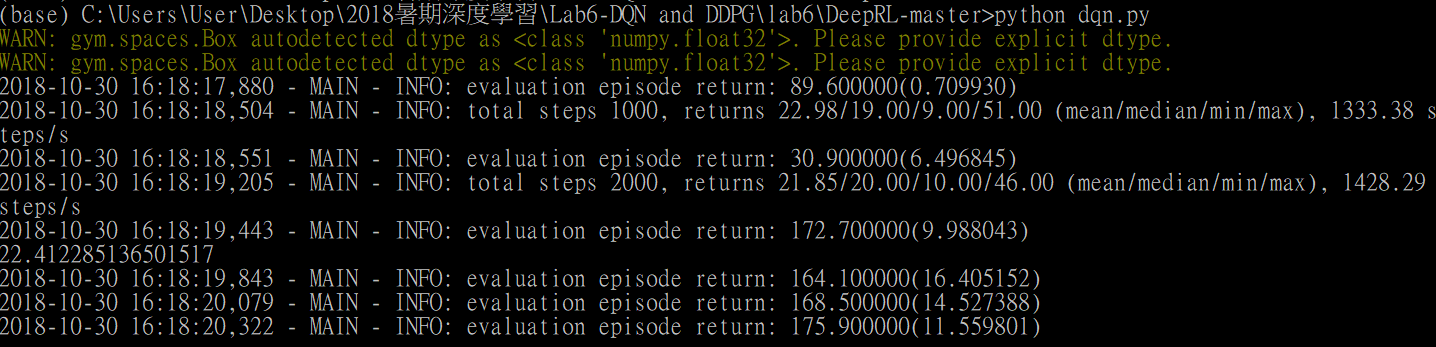 (base) C:\Users\User\Desktop\2018暑期深度學習\Lab6-DQN and DDPG\lab6\DeepRL-master>python dqn.py
WARN: gym.spaces.Box autodetected dtype as <class 'numpy.float32'>. Please provide explicit dtype.
WARN: gym.spaces.Box autodetected dtype as <class 'numpy.float32'>. Please provide explicit dtype.
2018-10-30 16:18:17,880 - MAIN - INFO: evaluation episode return: 89.600000(0.709930)
2018-10-30 16:18:18,504 - MAIN - INFO: total steps 1000, returns 22.98/19.00/9.00/51.00 (mean/median/min/max), 1333.38 s
teps/s
2018-10-30 16:18:18,551 - MAIN - INFO: evaluation episode return: 30.900000(6.496845)
2018-10-30 16:18:19,205 - MAIN - INFO: total steps 2000, returns 21.85/20.00/10.00/46.00 (mean/median/min/max), 1428.29
steps/s
2018-10-30 16:18:19,443 - MAIN - INFO: evaluation episode return: 172.700000(9.988043)
22.412285136501517
2018-10-30 16:18:19,843 - MAIN - INFO: evaluation episode return: 164.100000(16.405152)
2018-10-30 16:18:20,079 - MAIN - INFO: evaluation episode return: 168.500000(14.527388)
2018-10-30 16:18:20,322 - MAIN - INFO: evaluation episode return: 175.900000(11.559801)